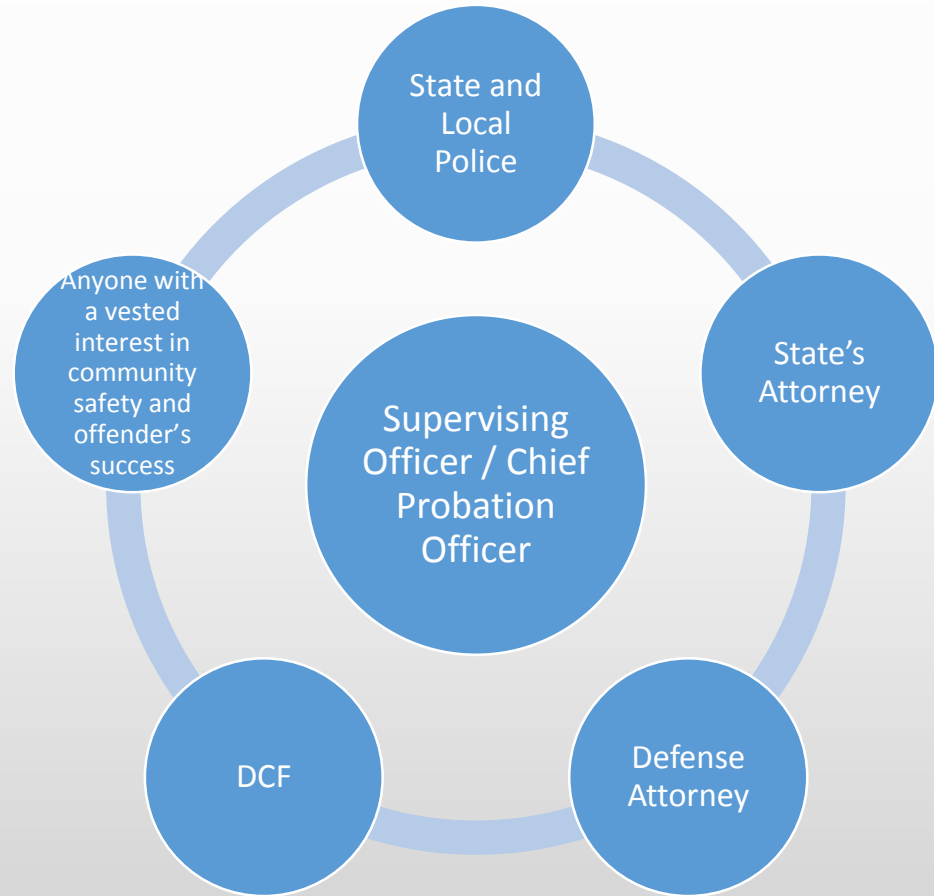 State and
Local
Police
Anyone with
a vested
interest in
community
safety and
offender’s
success
State’s
Attorney
Supervising
Officer / Chief
Probation
Officer
DCF
Defense
Attorney